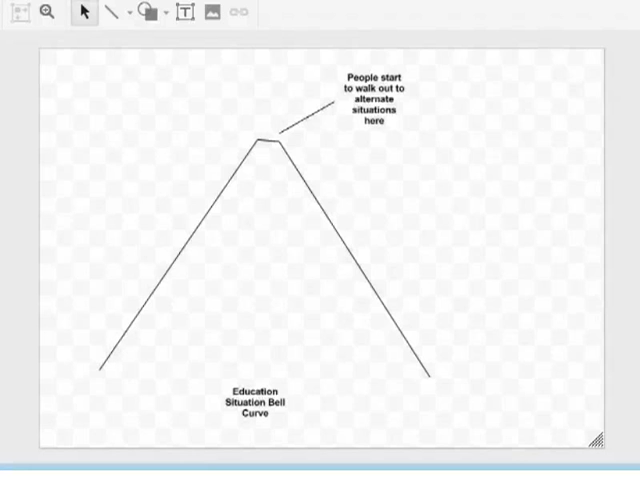 People start
to walk out to
alternate
situations
here
Education
Situation Bell
Curve